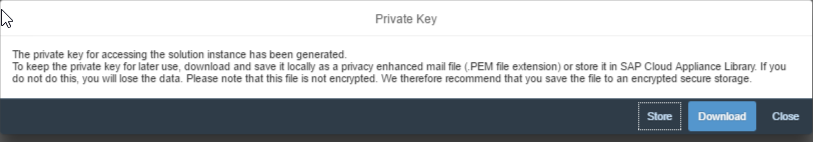 Private Key
The private key for accessing the solution instance has been generated.
To keep the private key for later use, download and save it locally as a privacy enhanced mail file (.PEM file extension) or store it in SAP Cloud Appliance Library. If you
do not do this, you will lose the data. Please note that this file is not encrypted. We therefore recommend that you save the file to an encrypted secure storage.
Store Download Close